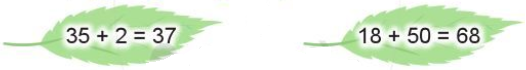 35 + 2 = 37
18 + 50 = 68